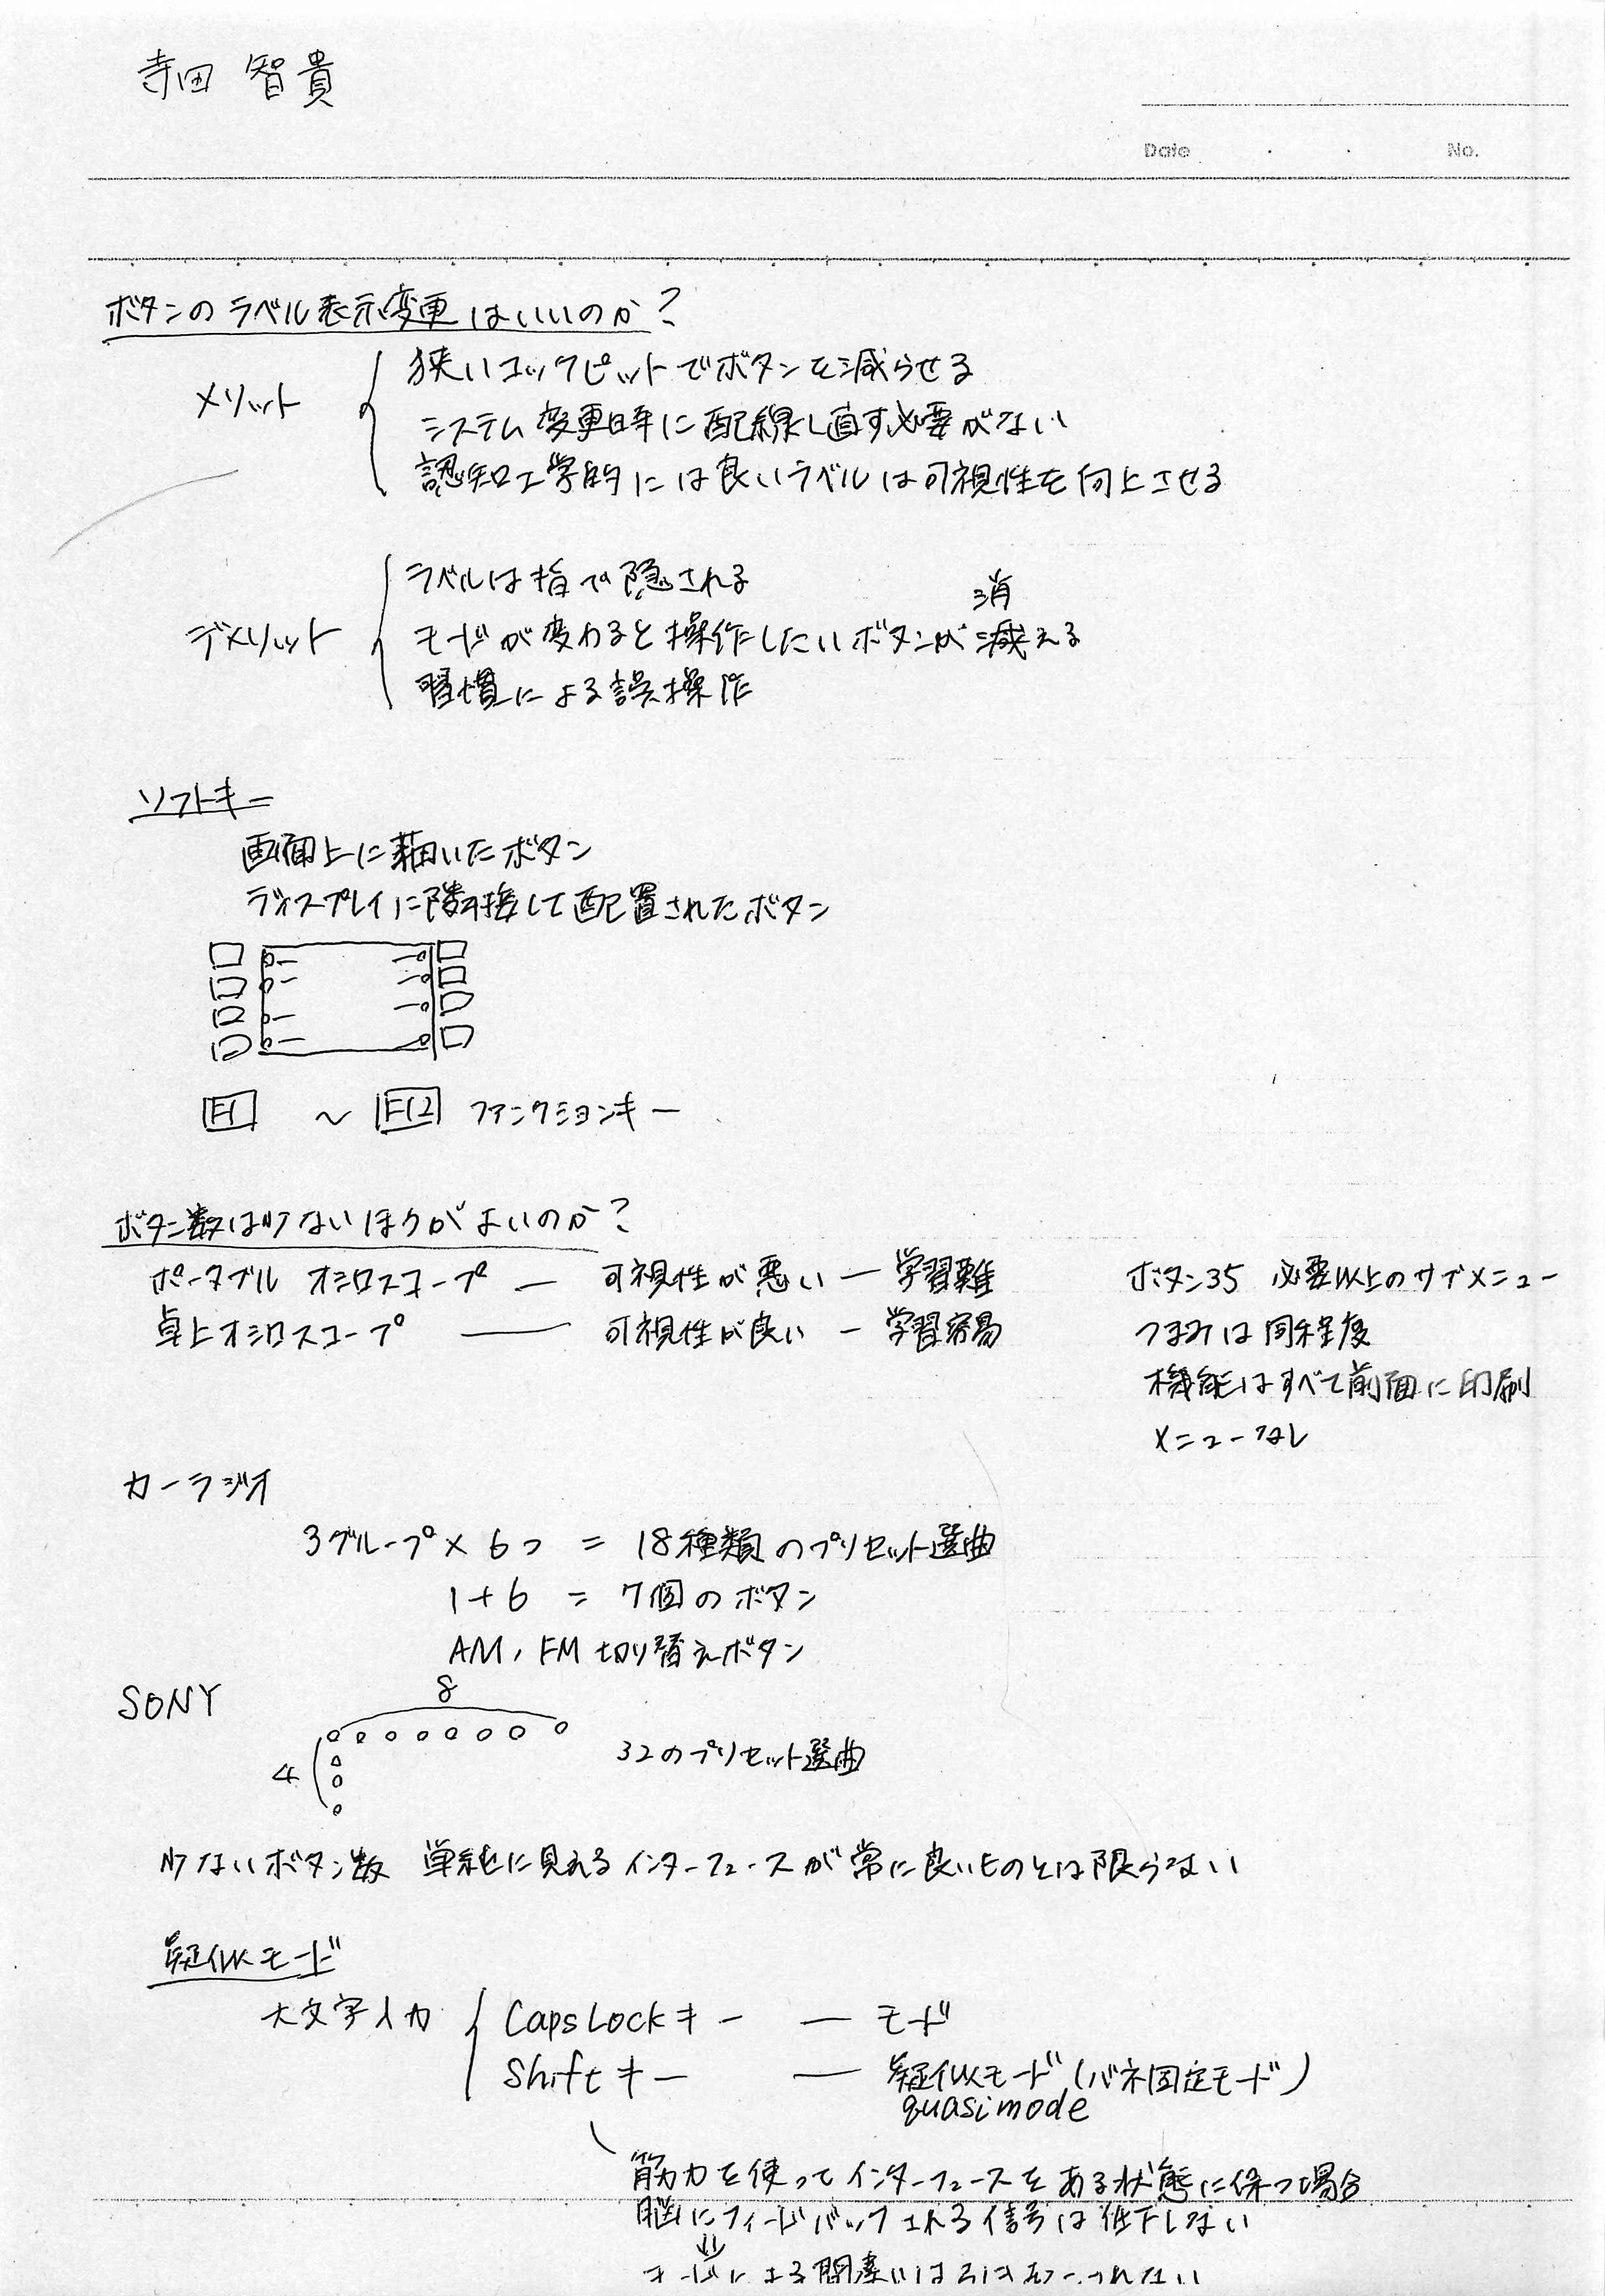 寺田 智貴
Date ・ ・ No.
ボタンのラベル表示変更はいいのか?
メリット
狭いコックピットでボタンを減らせる
システム変更時に配線し直す必要がない
認知工学的には良いラベルは可視性を向上させる
デメリット
ラベルは指で隠される
消
モードが変わると操作したいボタンが減える
習慣による誤操作
ソフトキー
画面上に描いたボタン
ディスプレイに隣接して配置されたボタン
F1 ~ F12 ファンクションキー
ボタン数は少ないほうがよいのか?
ポータブル オシロスコープ ー 可視性が悪い ー 学習難 ボタン35 必要以上のサブメニュー
卓上オシロスコープ ー 可視性が良い ー 学習容易 つまみは同程度
機能はすべて前面に印刷
メニューなし
カーラジオ
3グループ × 6つ = 18種類のプリセット選曲
1+6 = 7個のボタン
AM, FM 切り替えボタン
SONY
8
4
32のプリセット選曲
少ないボタン数 単純に見えるインターフェースが常に良いものとは限らない
疑似モード
大文字入力
CapsLockキー ー モード
Shiftキー ー 疑似モード(バネ固定モード)
quasimode
筋力を使ってインターフェースをある状態に保つ場合
脳にフィードバックされる信号は低下しない
⇓
モードによる間違いは引き起こされない